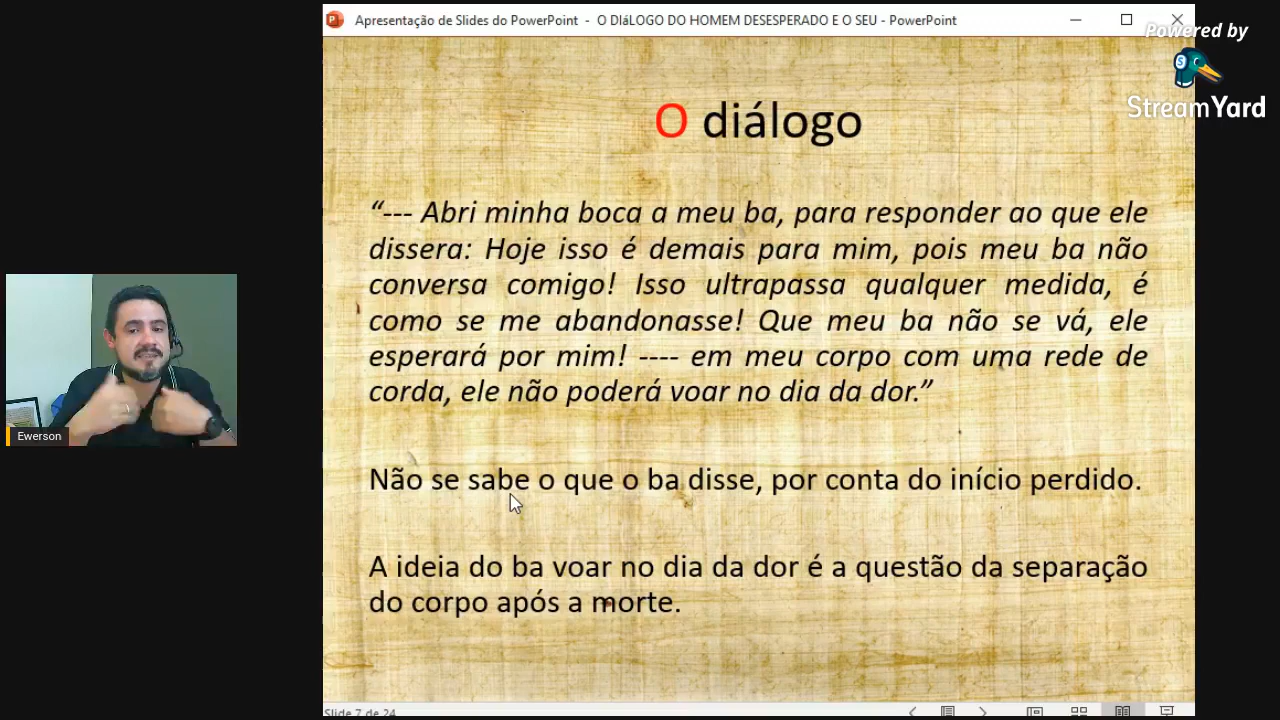 Apresentação de Slides do PowerPoint - O DIáLOGO DO HOMEM DESESPERADO E O SEU - PowerPoint
Powered by
StreamYard
O diálogo
“--- Abri minha boca a meu ba, para responder ao que ele
dissera: Hoje isso é demais para mim, pois meu ba não
conversa comigo! Isso ultrapassa qualquer medida, é
como se me abandonasse! Que meu ba não se vá, ele
esperará por mim! ---- em meu corpo com uma rede de
corda, ele não poderá voar no dia da dor.”
Ewerson
Não se sabe o que o ba disse, por conta do início perdido.
A ideia do ba voar no dia da dor é a questão da separação
do corpo após a morte.
Slide 7 de 24